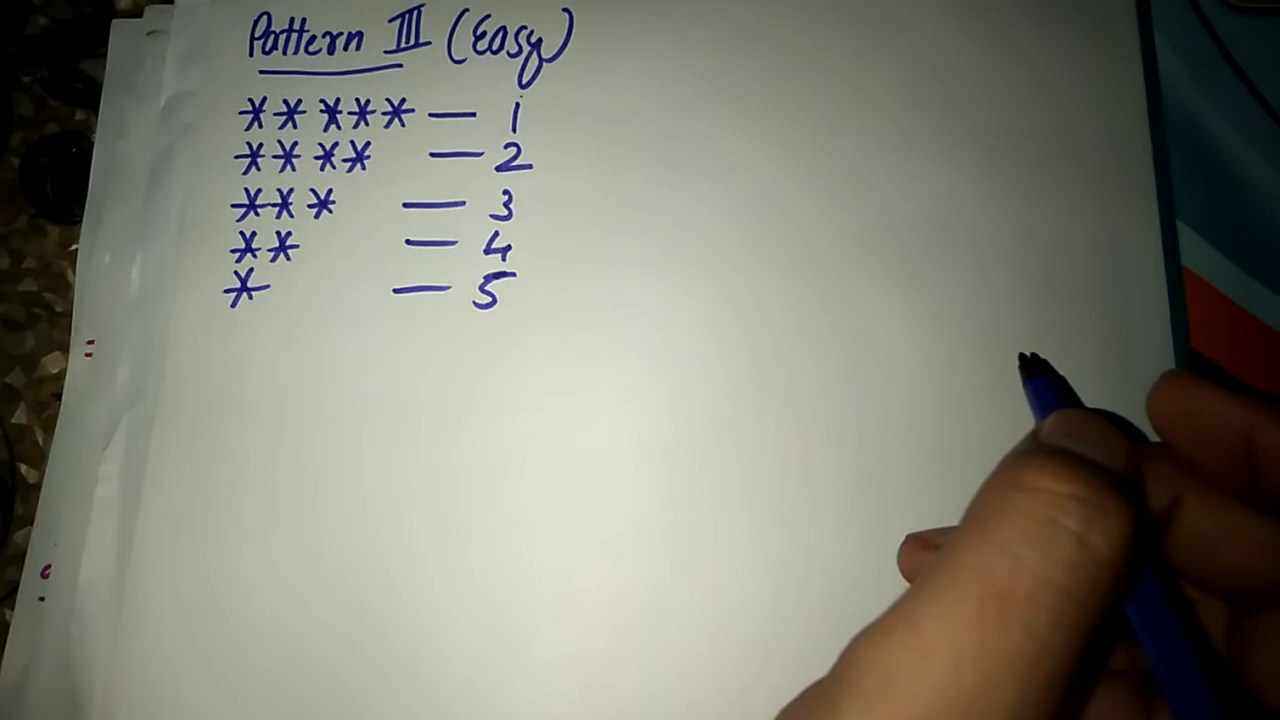 Pattern III (Easy)
***** — 1
**** — 2
*** — 3
** — 4
* — 5